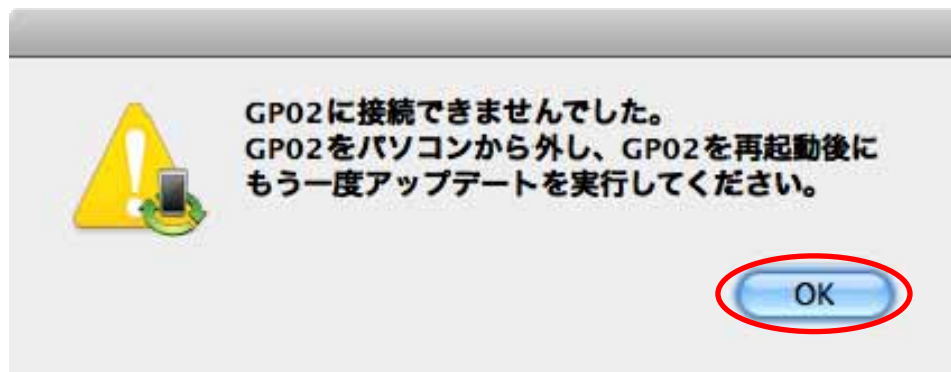 GP02に接続できませんでした。
GP02をパソコンから外し、GP02を再起動後に
もう一度アップデートを実行してください。
OK